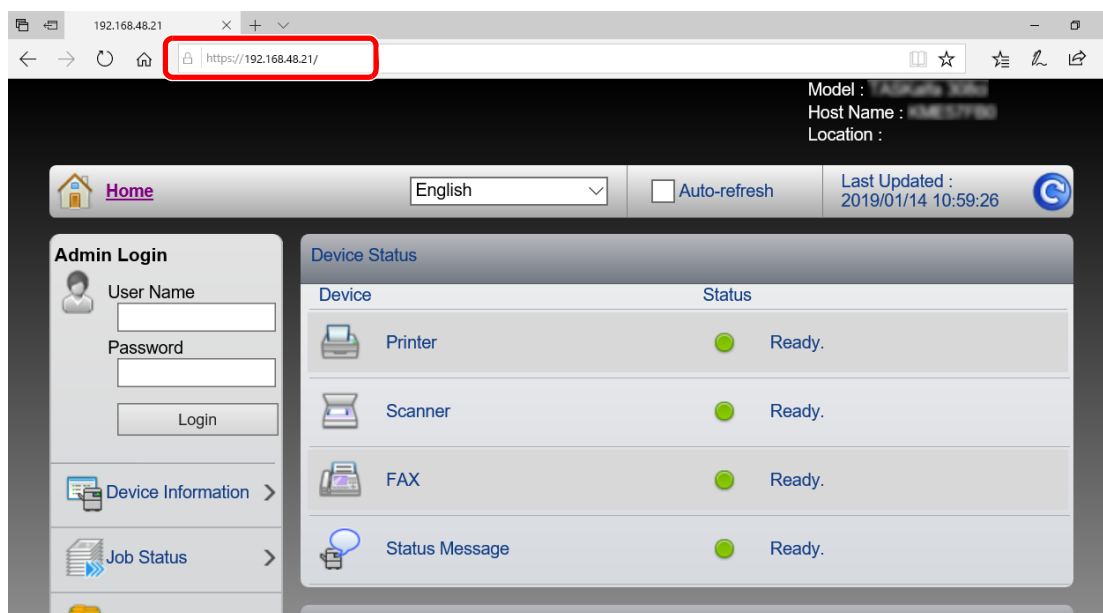 192.168.48.21
https://192.168.48.21/
Model :
Host Name :
Location :
Home
English
Auto-refresh
Last Updated :
2019/01/14 10:59:26
Admin Login
User Name
Password
Login
Device Information
Job Status
Device Status
Device Status
Printer Ready.
Scanner Ready.
FAX Ready.
Status Message Ready.